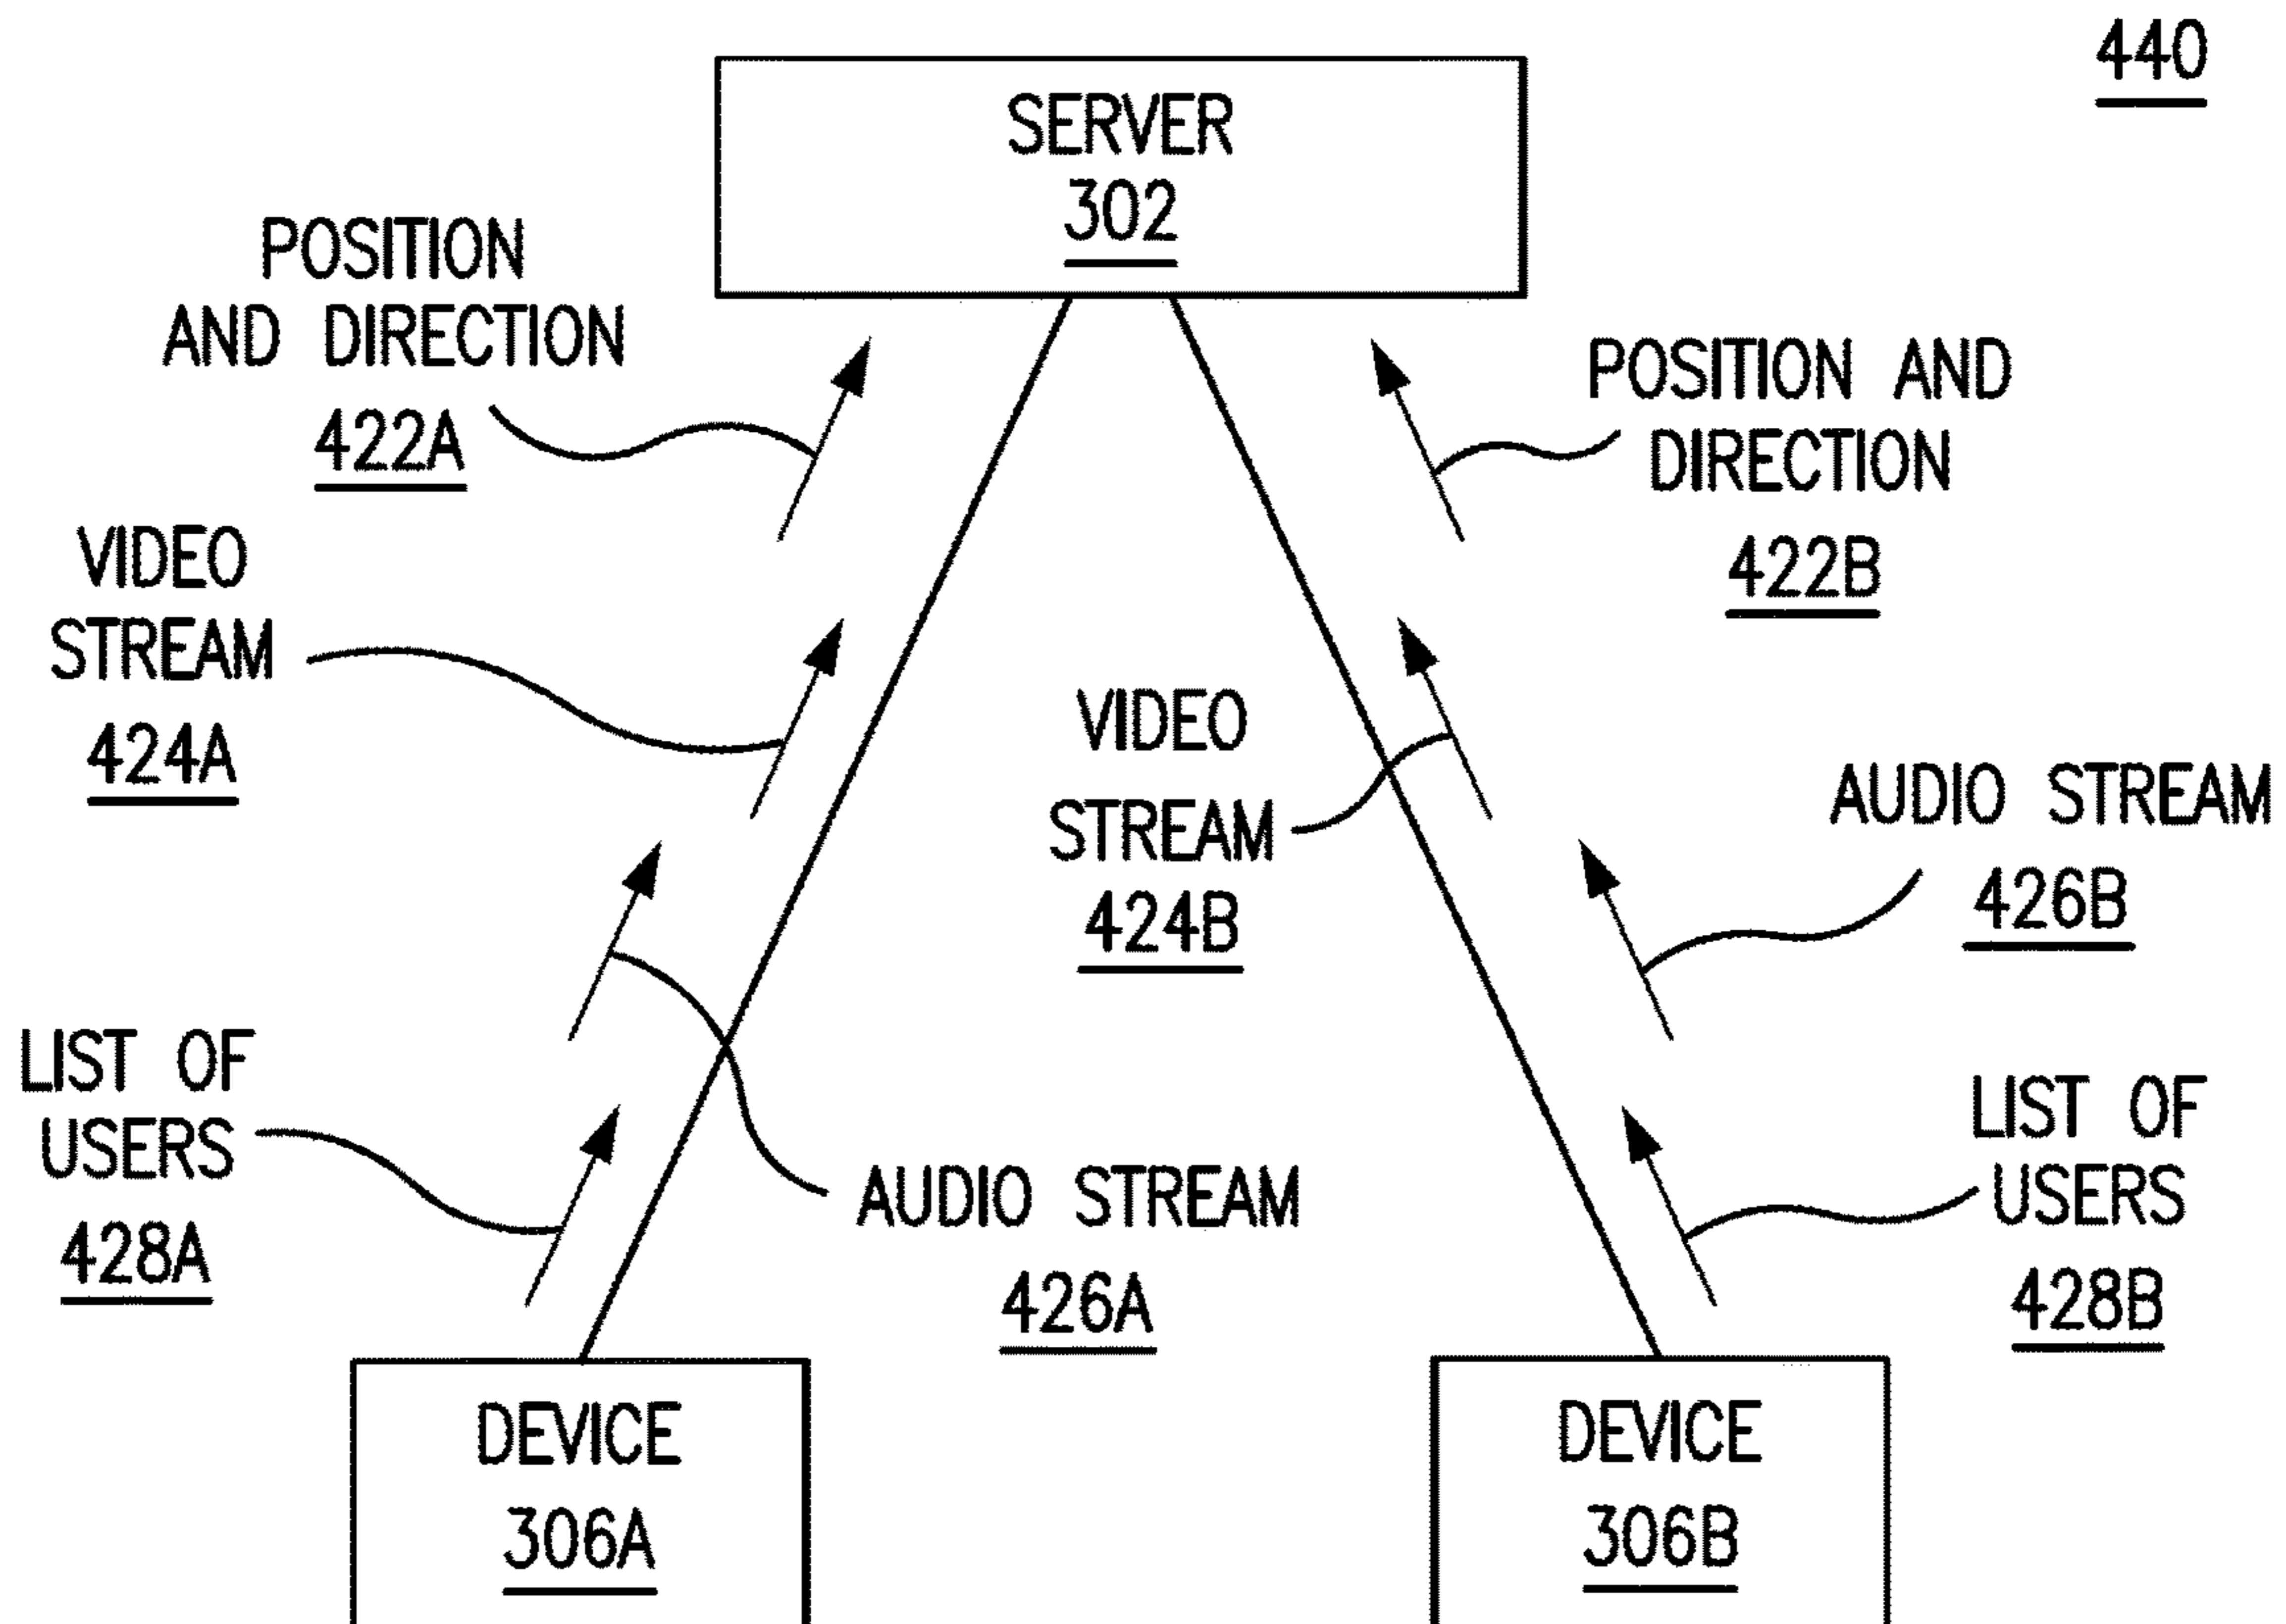 440
SERVER
302
POSITION
AND DIRECTION
422A
POSITION AND
DIRECTION
422B
VIDEO
STREAM
424A
VIDEO
STREAM
424B
AUDIO STREAM
426B
LIST OF
USERS
428A
AUDIO STREAM
426A
LIST OF
USERS
428B
DEVICE
306A
DEVICE
306B